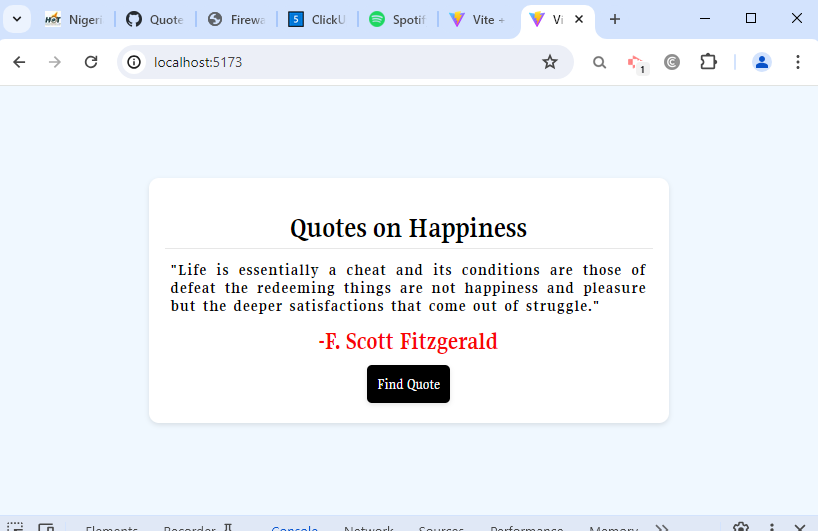 Nigeri
Quote
Firewa
5
ClickU
Spotif
Vite +
Vi
localhost:5173
1
Quotes on Happiness
"Life is essentially a cheat and its conditions are those of
defeat the redeeming things are not happiness and pleasure
but the deeper satisfactions that come out of struggle."
-F. Scott Fitzgerald
Find Quote
Elements Recorder Console Network Sources Performance Memory